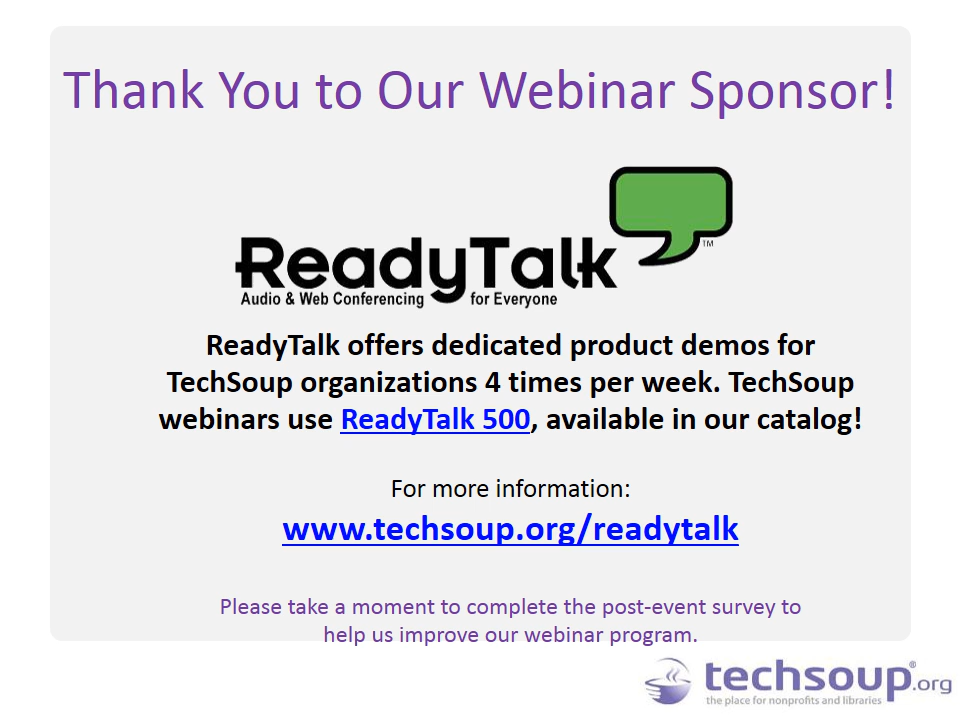 Thank You to Our Webinar Sponsor!
ReadyTalk
TM
Audio & Web Conferencing for Everyone
ReadyTalk offers dedicated product demos for
TechSoup organizations 4 times per week. TechSoup
webinars use ReadyTalk 500, available in our catalog!
For more information:
www.techsoup.org/readytalk
Please take a moment to complete the post-event survey to
help us improve our webinar program.
techsoup®.org
the place for nonprofits and libraries